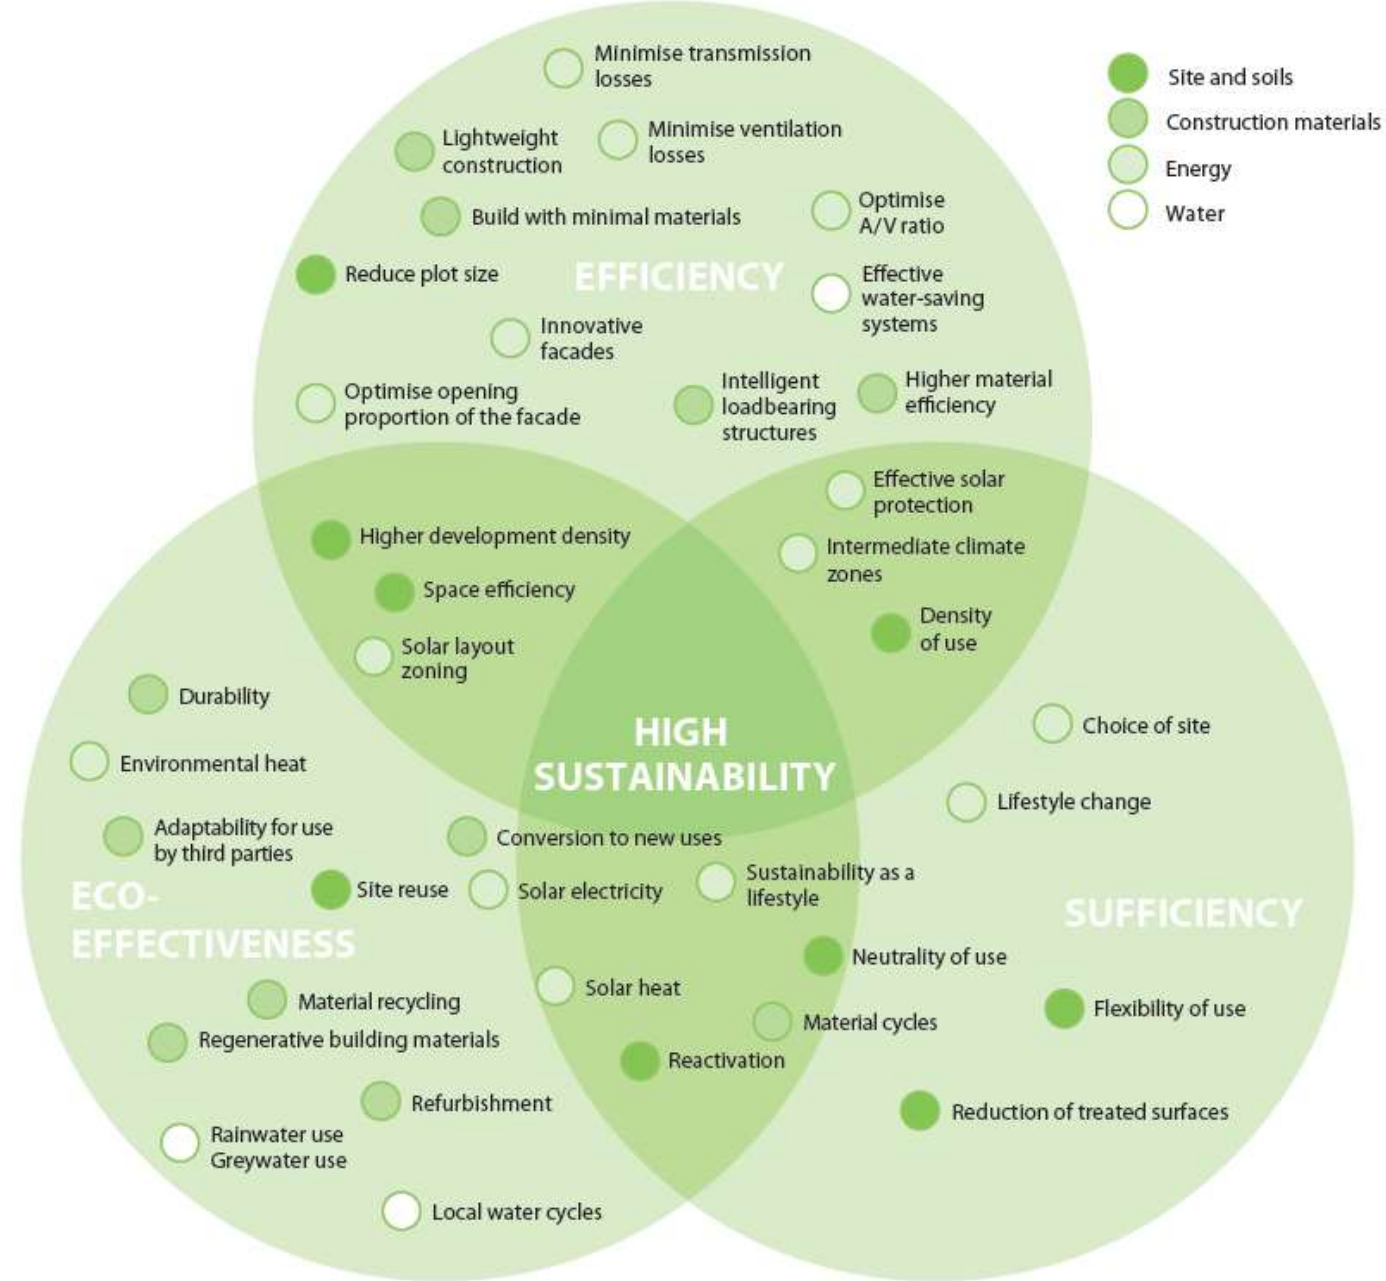 Minimise transmission
losses
Site and soils
Construction materials
Energy
Water
Lightweight
construction
Minimise ventilation
losses
Build with minimal materials
Optimise
A/V ratio
Reduce plot size
EFFICIENCY
Effective
water-saving
systems
Innovative
facades
Optimise opening
proportion of the facade
Intelligent
loadbearing
structures
Higher material
efficiency
Effective solar
protection
Higher development density
Intermediate climate
zones
Space efficiency
Density
of use
Solar layout
zoning
Durability
HIGH
SUSTAINABILITY
Choice of site
Environmental heat
Lifestyle change
Adaptability for use
by third parties
Conversion to new uses
Site reuse
Solar electricity
Sustainability as a
lifestyle
ECO-
EFFECTIVENESS
SUFFICIENCY
Neutrality of use
Solar heat
Material recycling
Flexibility of use
Material cycles
Regenerative building materials
Reactivation
Refurbishment
Reduction of treated surfaces
Rainwater use
Greywater use
Local water cycles